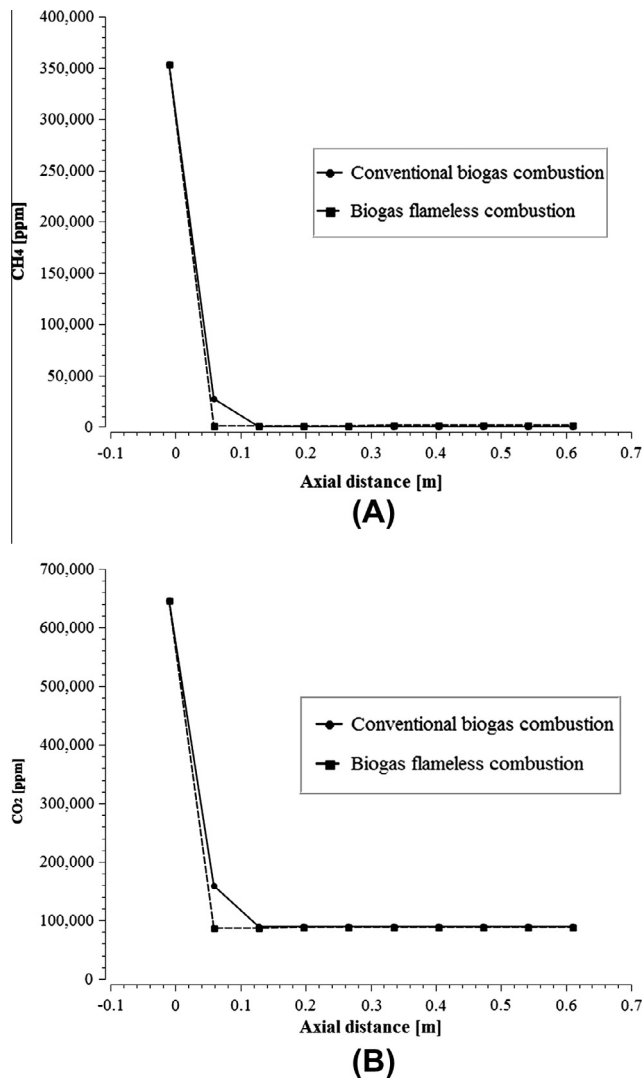 400,000
350,000
300,000
250,000
200,000
150,000
100,000
50,000
0
CH4 [ppm]
Conventional biogas combustion
Biogas flameless combustion
-0.1 0 0.1 0.2 0.3 0.4 0.5 0.6 0.7
Axial distance [m]
(A)
700,000
600,000
500,000
400,000
300,000
200,000
100,000
0
CO2 [ppm]
Conventional biogas combustion
Biogas flameless combustion
-0.1 0 0.1 0.2 0.3 0.4 0.5 0.6 0.7
Axial distance [m]
(B)